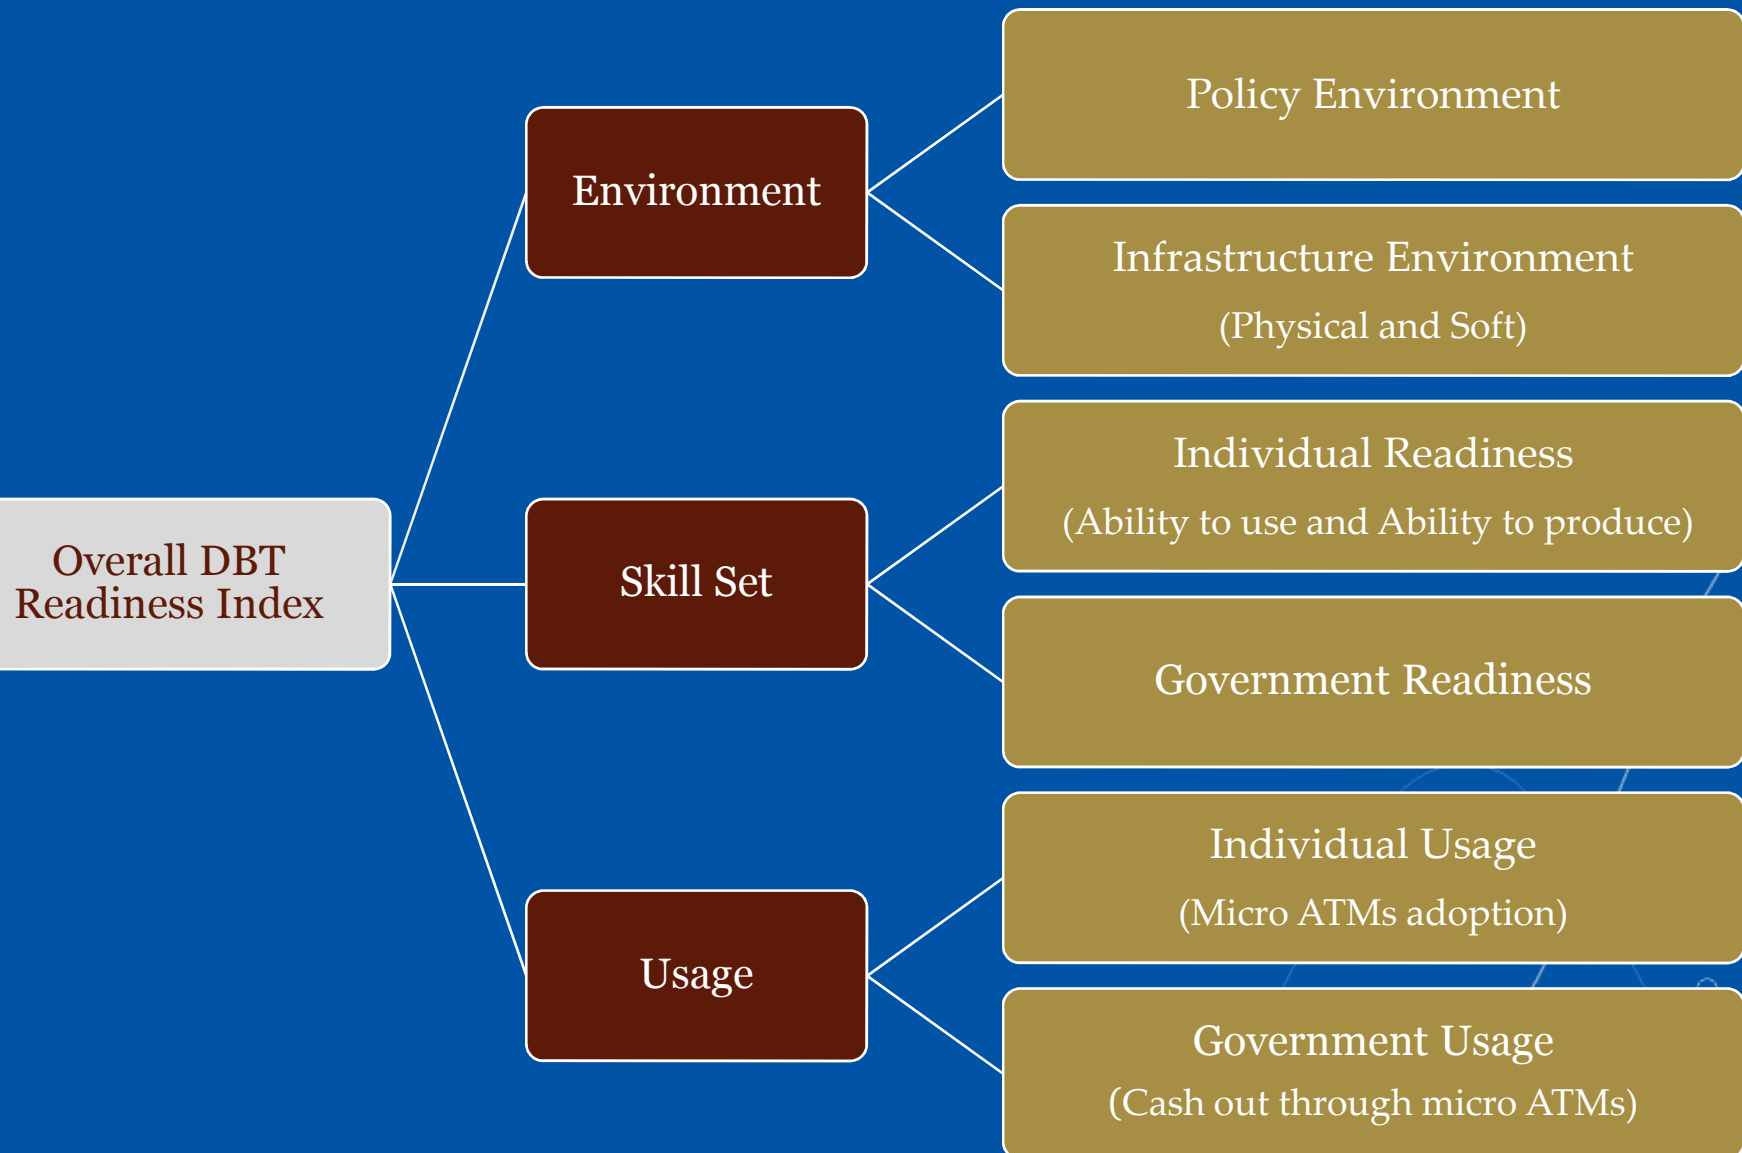 Overall DBT
Readiness Index
Environment
Policy Environment
Infrastructure Environment
(Physical and Soft)
Skill Set
Individual Readiness
(Ability to use and Ability to produce)
Government Readiness
Usage
Individual Usage
(Micro ATMs adoption)
Government Usage
(Cash out through micro ATMs)